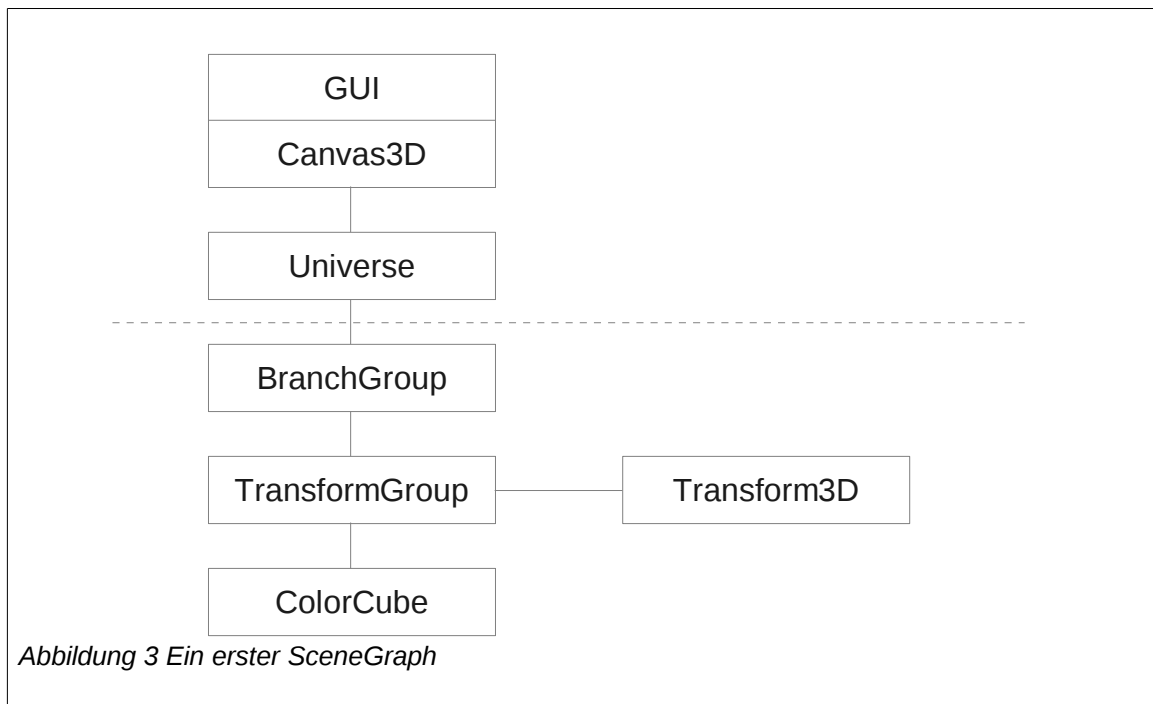 GUI
Canvas3D
Universe
BranchGroup
TransformGroup
Transform3D
ColorCube
Abbildung 3 Ein erster SceneGraph